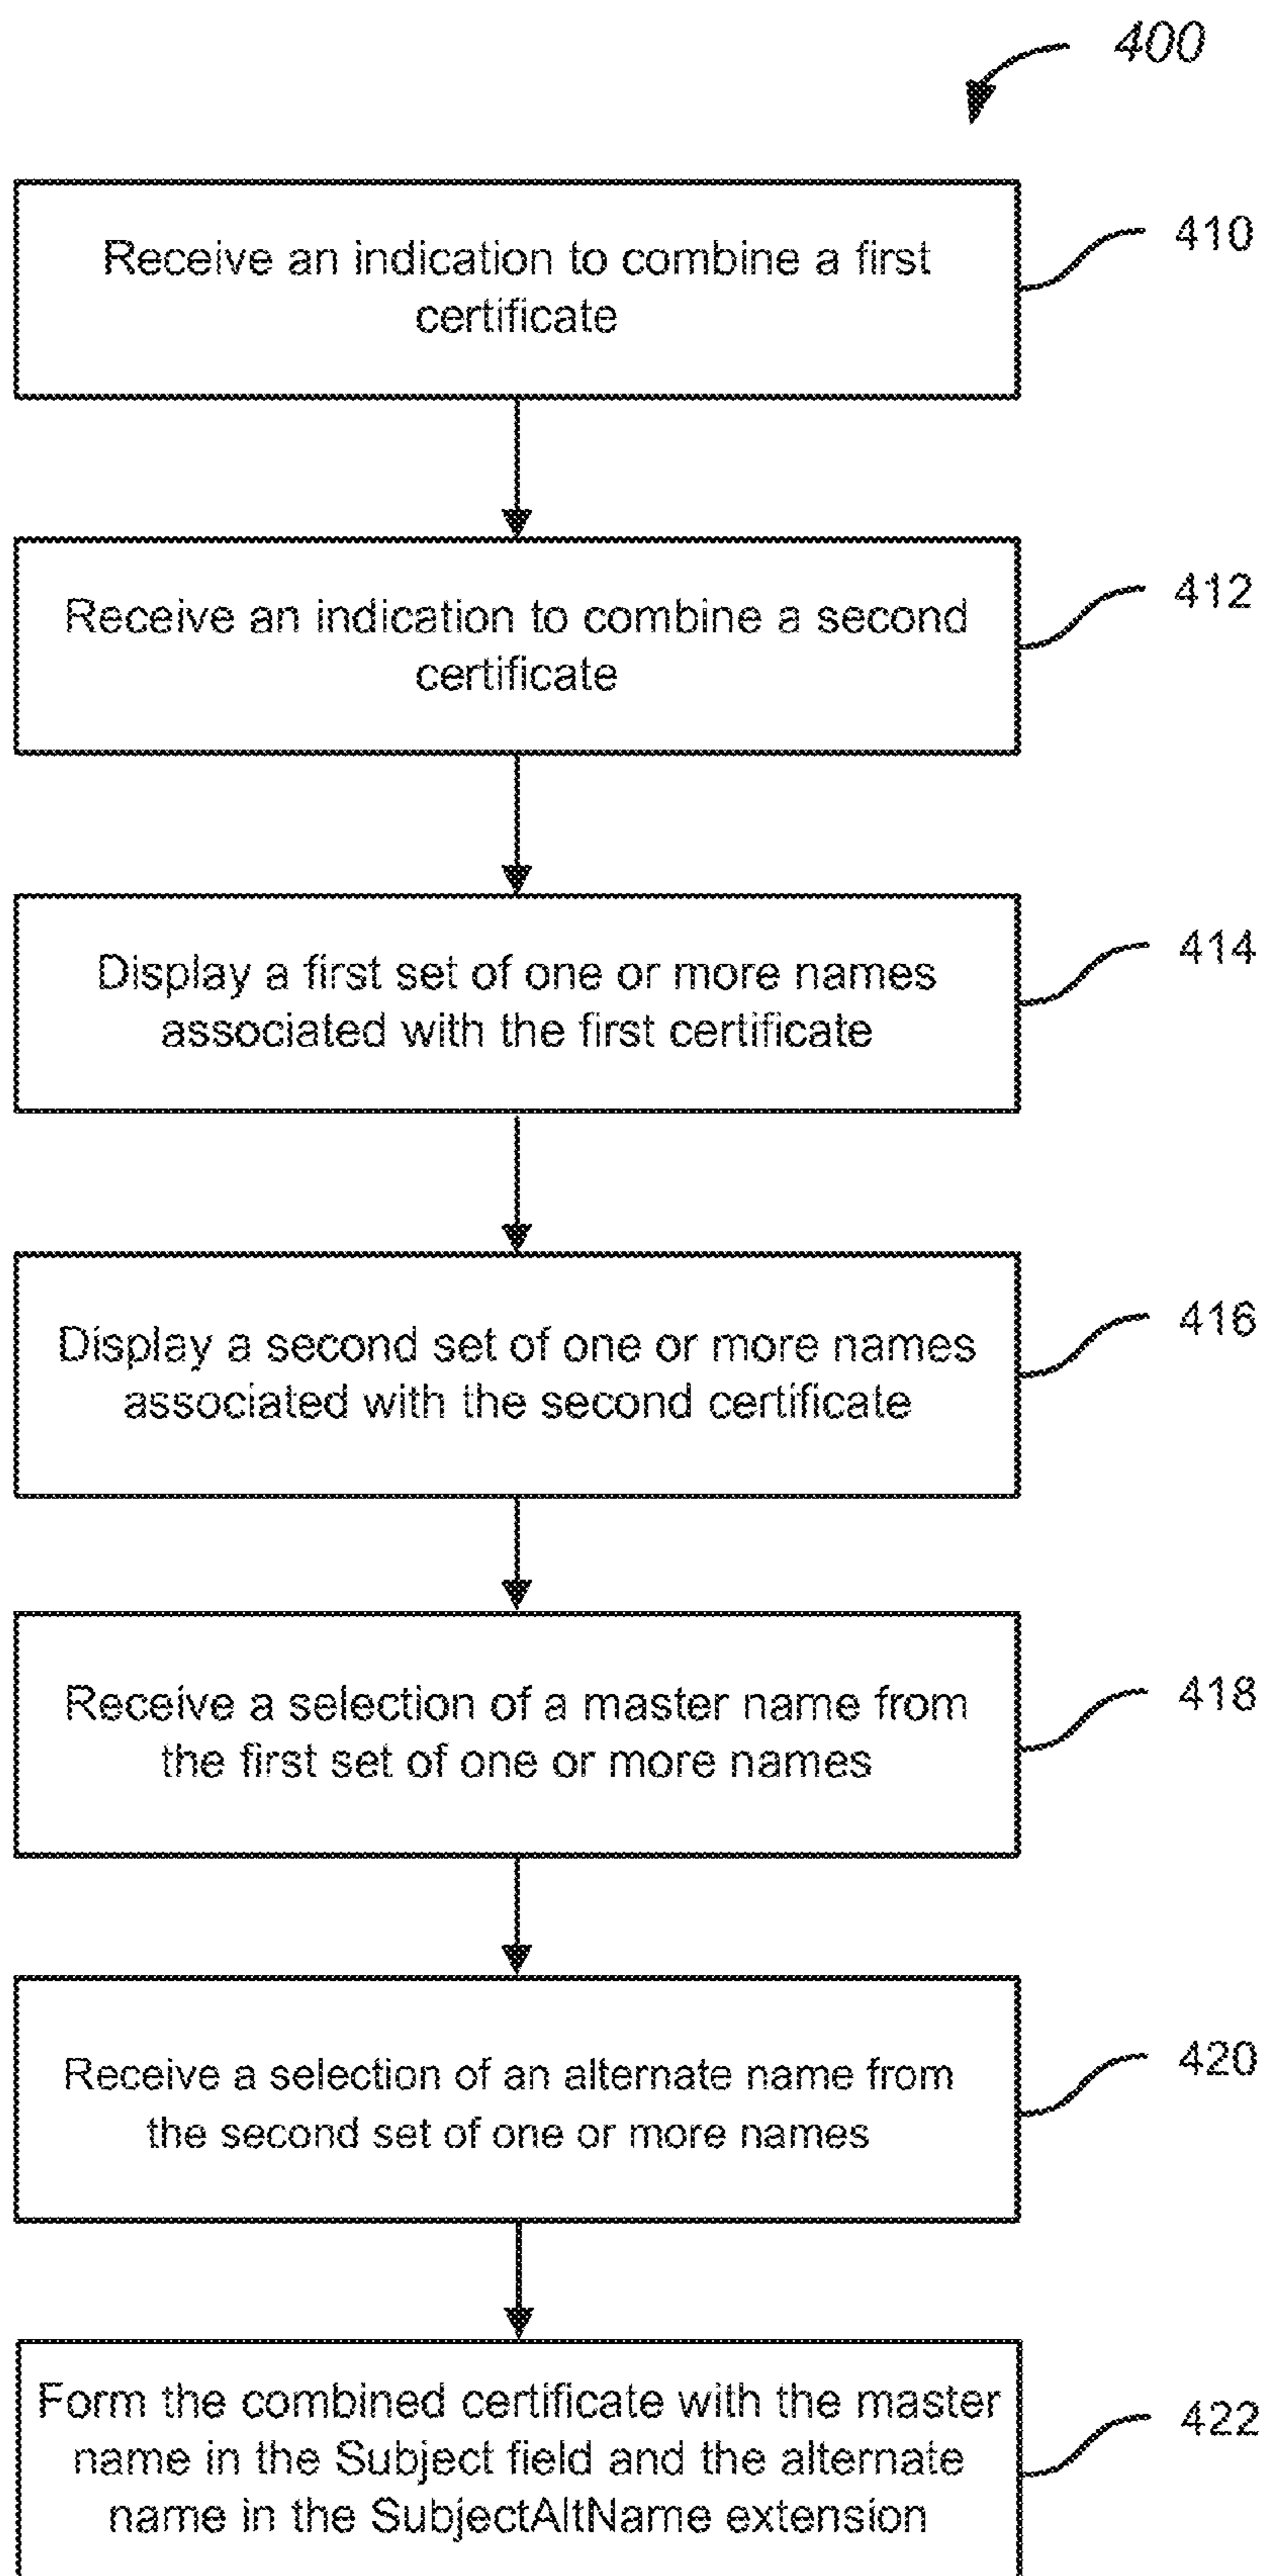 400
Receive an indication to combine a first
certificate
410
Receive an indication to combine a second
certificate
412
Display a first set of one or more names
associated with the first certificate
414
Display a second set of one or more names
associated with the second certificate
416
Receive a selection of a master name from
the first set of one or more names
418
Receive a selection of an alternate name from
the second set of one or more names
420
Form the combined certificate with the master
name in the Subject field and the alternate
name in the SubjectAltName extension
422